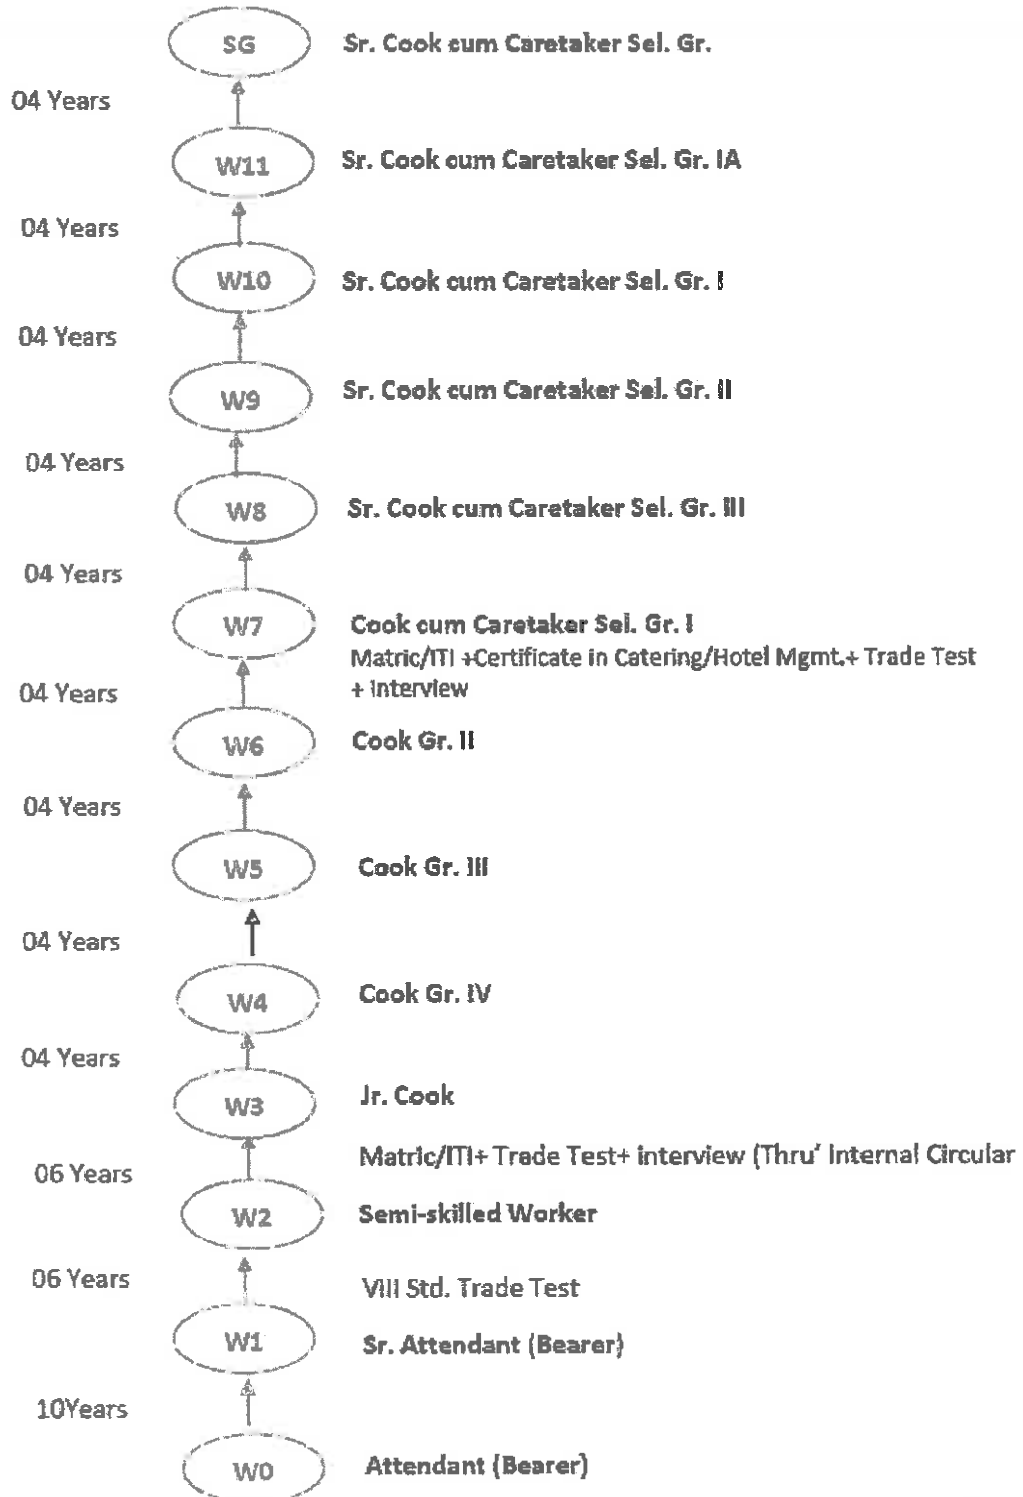 SG Sr. Cook cum Caretaker Sel. Gr.
04 Years
W11 Sr. Cook cum Caretaker Sel. Gr. IA
04 Years
W10 Sr. Cook cum Caretaker Sel. Gr. I
04 Years
W9 Sr. Cook cum Caretaker Sel. Gr. II
04 Years
W8 Sr. Cook cum Caretaker Sel. Gr. III
04 Years
W7 Cook cum Caretaker Sel. Gr. I
Matric/ITI +Certificate in Catering/Hotel Mgmt.+ Trade Test
+ Interview
04 Years
W6 Cook Gr. II
04 Years
W5 Cook Gr. III
04 Years
W4 Cook Gr. IV
04 Years
W3 Jr. Cook
Matric/ITI+ Trade Test+ interview (Thru' Internal Circular
06 Years
W2 Semi-skilled Worker
06 Years
VIII Std. Trade Test
W1 Sr. Attendant (Bearer)
10Years
W0 Attendant (Bearer)